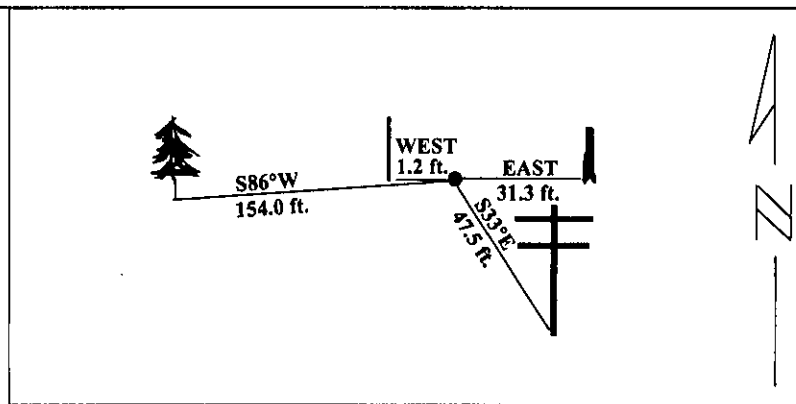 WEST
1.2 ft.
EAST
31.3 ft.
S86°W
154.0 ft.
S33°E
47.5 ft.
N